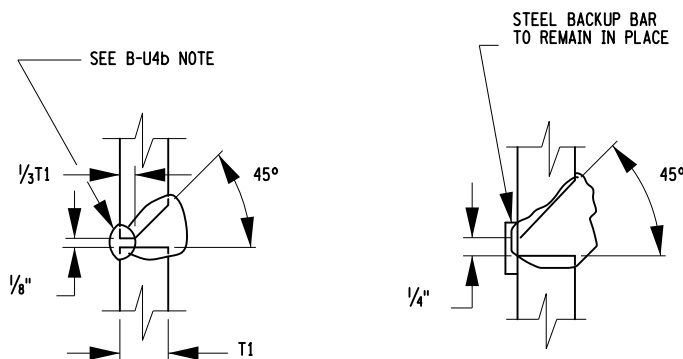 STEEL BACKUP BAR
TO REMAIN IN PLACE
SEE B-U4b NOTE
1/3T1
45°
45°
1/8"
1/4"
T1